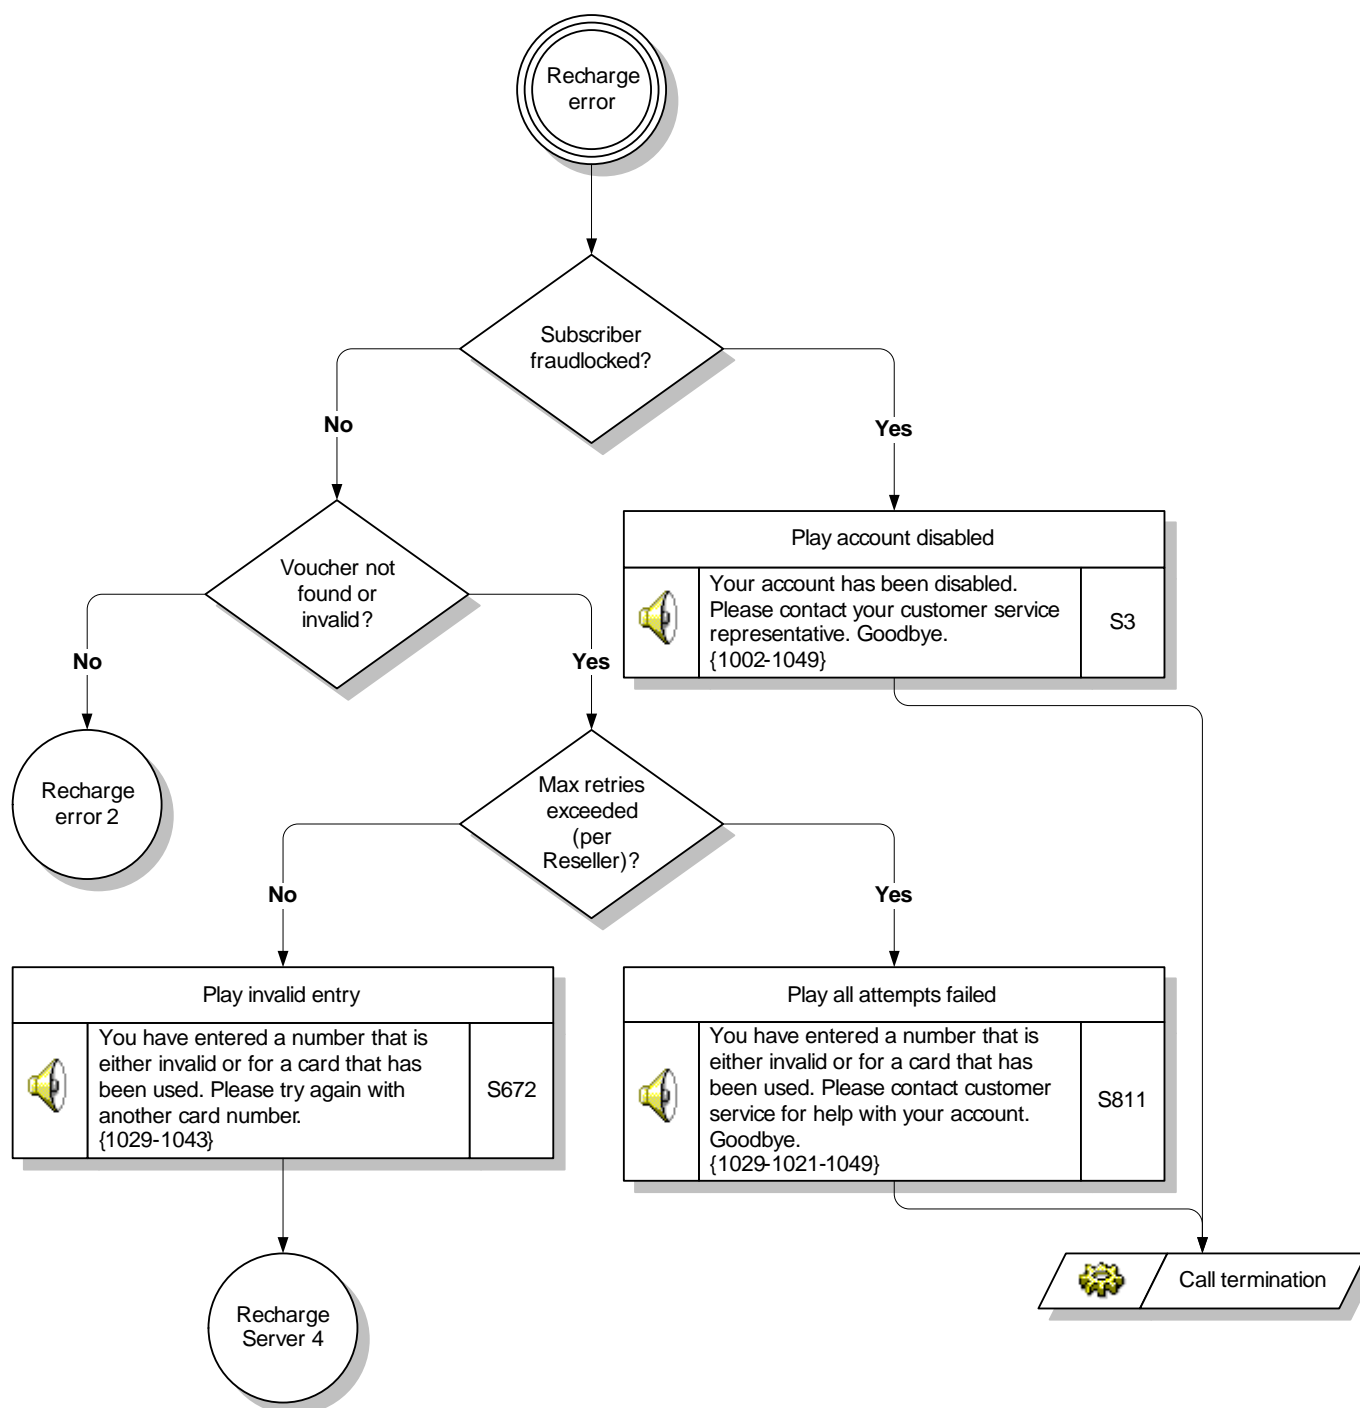 Recharge
error
Subscriber
fraudlocked?
No
Yes
Voucher not
found or
invalid?
Play account disabled
Your account has been disabled.
Please contact your customer service
representative. Goodbye.
{1002-1049}
S3
No
Yes
Recharge
error 2
Max retries
exceeded
(per
Reseller)?
No
Yes
Play invalid entry
You have entered a number that is
either invalid or for a card that has
been used. Please try again with
another card number.
{1029-1043}
S672
Play all attempts failed
You have entered a number that is
either invalid or for a card that has
been used. Please contact customer
service for help with your account.
Goodbye.
{1029-1021-1049}
S811
Recharge
Server 4
Call termination